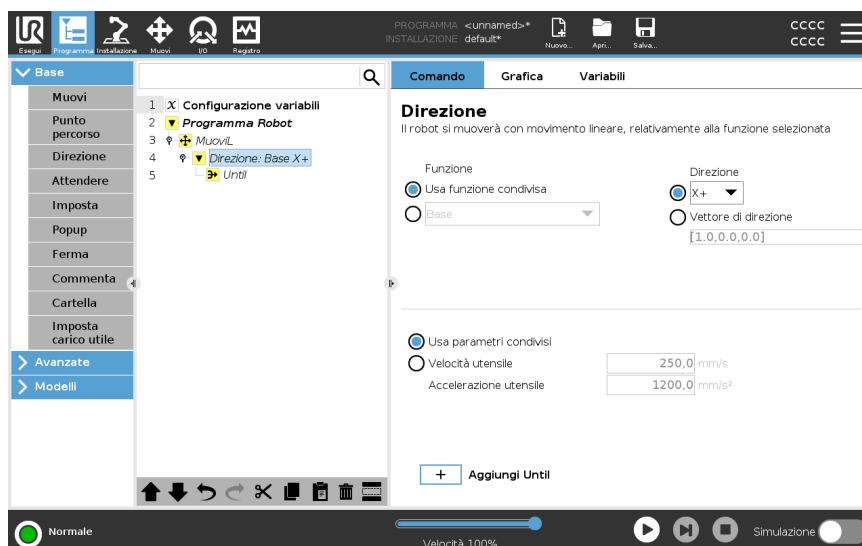 UR
Esegui
Programma
Installazione
Muovi
I/O
Registro
PROGRAMMA <unnamed>*
INSTALLAZIONE default*
Nuovo...
Apri...
Salva...
CCCC
CCCC
Base
Muovi
Punto
percorso
Direzione
Attendere
Imposta
Popup
Ferma
Commenta
Cartella
Imposta
carico utile
Avanzate
Modelli
1 X Configurazione variabili
2 Programma Robot
3 MuoviL
4 Direzione: Base X+
5 Until
Comando Grafica Variabili
Direzione
Il robot si muoverà con movimento lineare, relativamente alla funzione selezionata
Funzione
Usa funzione condivisa
Base
Direzione
X+
Vettore di direzione
[1.0,0.0,0.0]
Usa parametri condivisi
Velocità utensile 250,0 mm/s
Accelerazione utensile 1200,0 mm/s²
+ Aggiungi Until
Normale
Velocità 100%
Simulazione